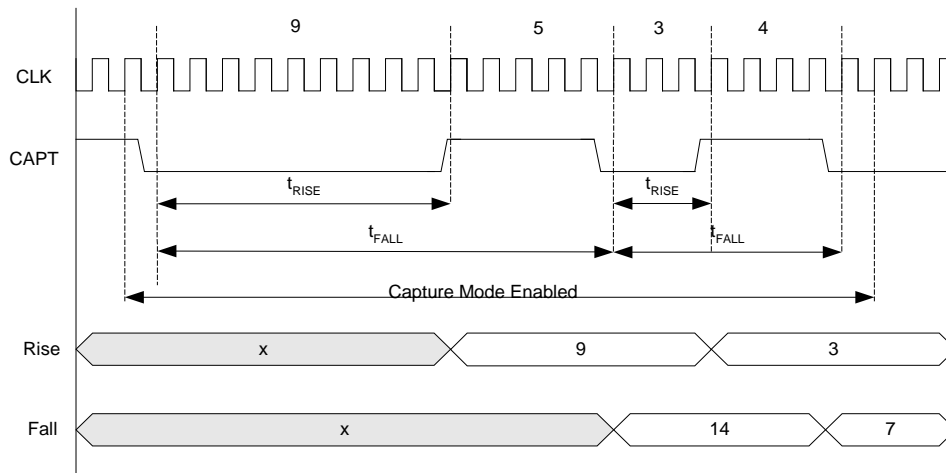 9 5 3 4
CLK
CAPT
tRISE tRISE
tFALL tFALL
Capture Mode Enabled
Rise x 9 3
Fall x 14 7